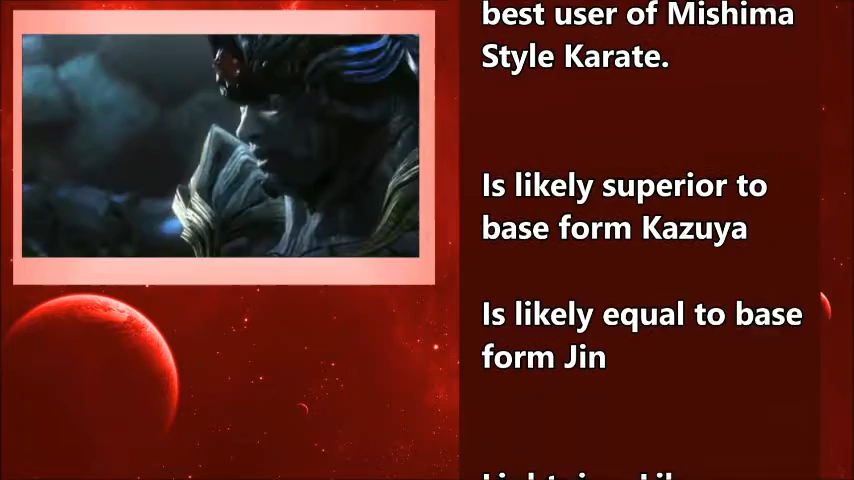 best user of Mishima
Style Karate.
Is likely superior to
base form Kazuya
Is likely equal to base
form Jin